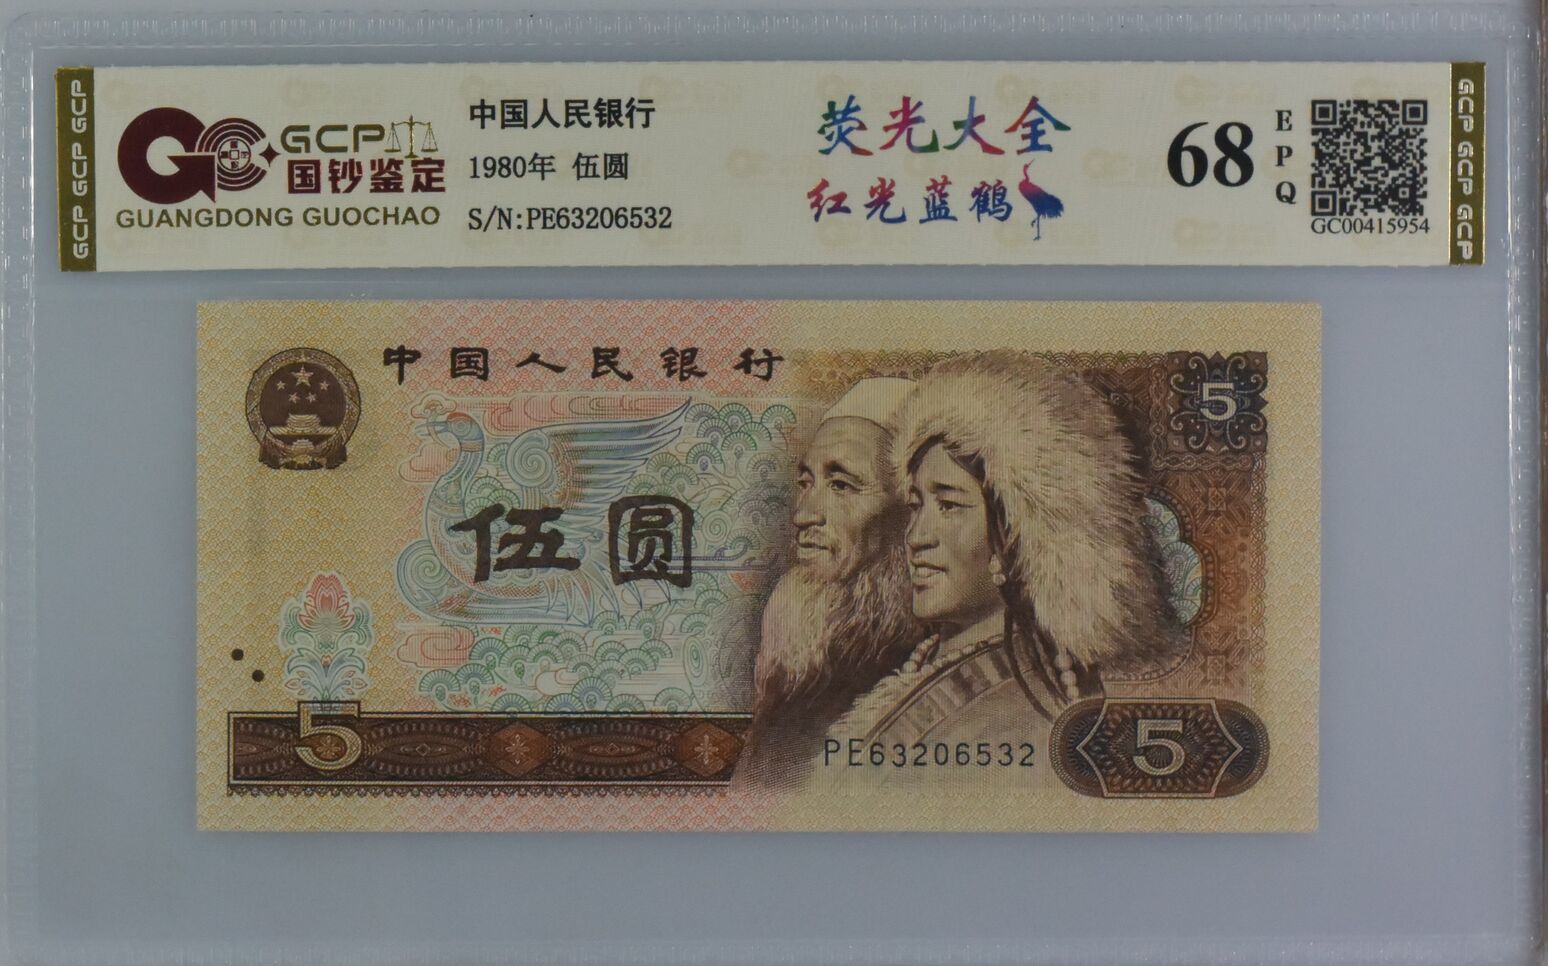 GCP GCP GCP
GCP
国钞鉴定
GUANGDONG GUOCHAO
中国人民银行
1980年 伍圆
S/N:PE63206532
荧光大全
红光蓝鹤
68
EPQ
GC00415954
GCP GCP GCP
中国人民银行
5
伍圆
5
PE63206532
5